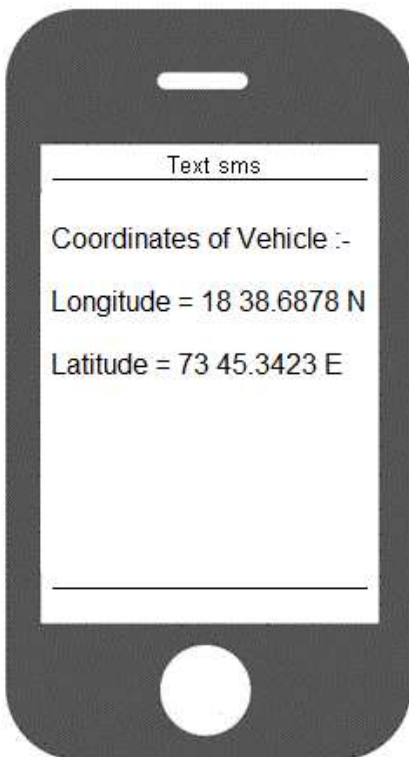 Text sms
Coordinates of Vehicle :-
Longitude = 18 38.6878 N
Latitude = 73 45.3423 E